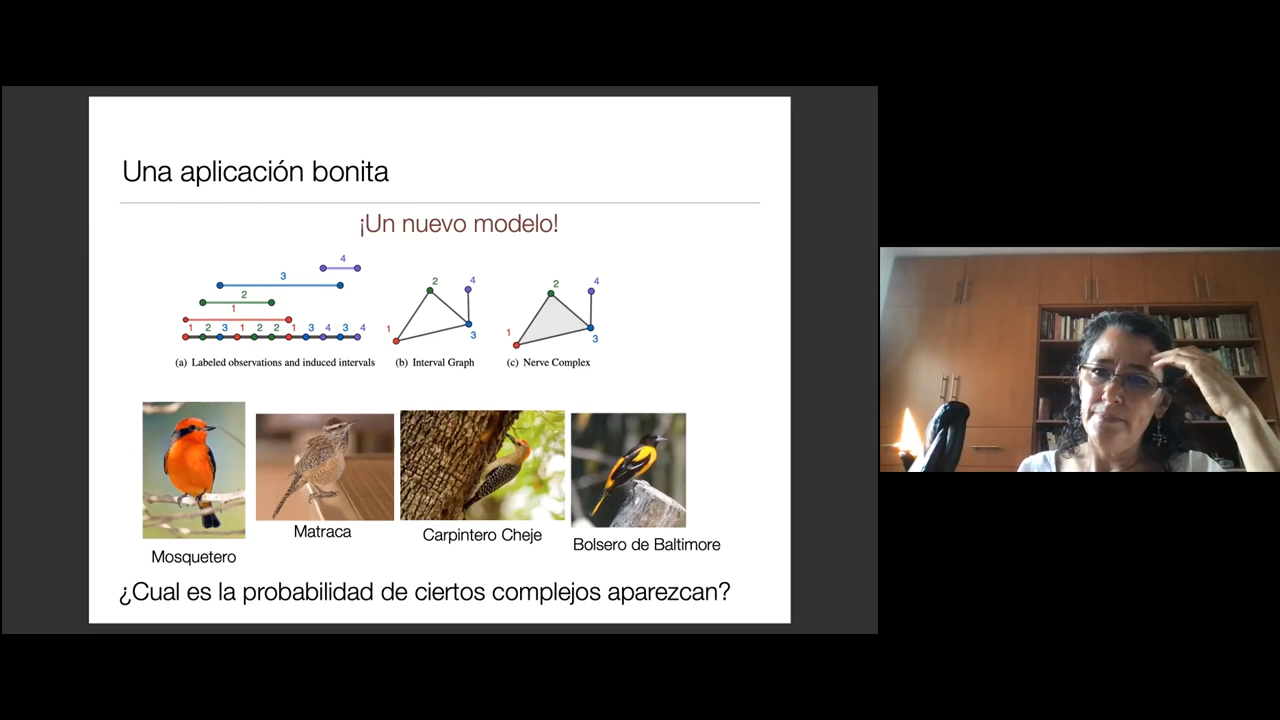 Una aplicación bonita
¡Un nuevo modelo!
4
3
2
1
1 2 3 1 2 2 1 3 4 3 4
(a) Labeled observations and induced intervals
2
4
1
3
(b) Interval Graph
2
4
1
3
(c) Nerve Complex
Mosquetero
Matraca
Carpintero Cheje
Bolsero de Baltimore
¿Cual es la probabilidad de ciertos complejos aparezcan?